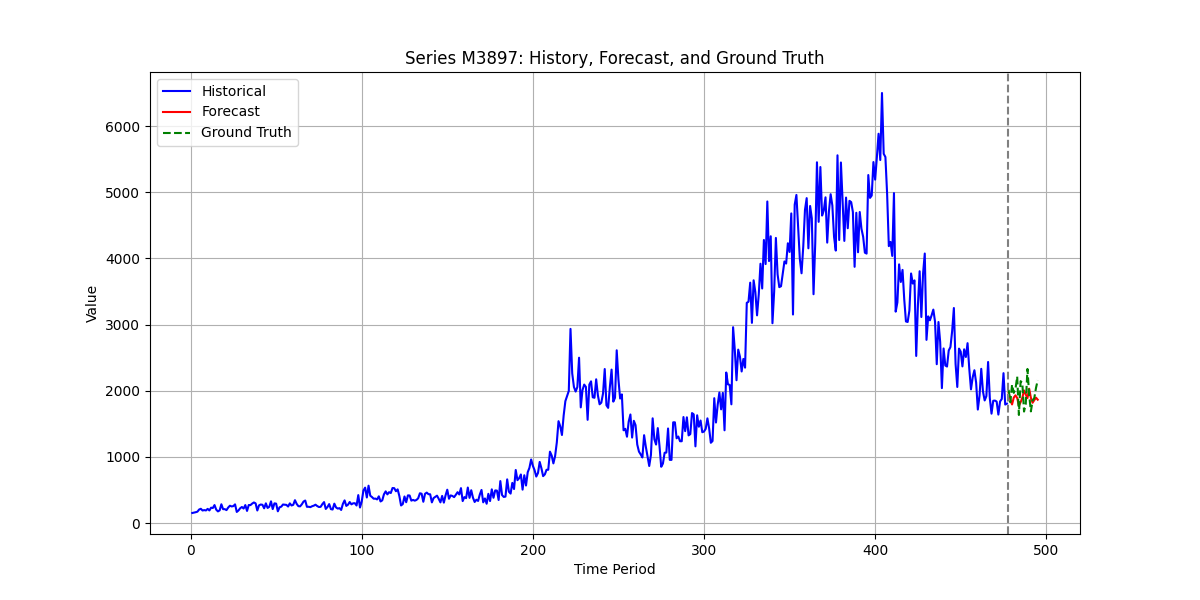 Series M3897: History, Forecast, and Ground Truth
Historical
Forecast
Ground Truth
6000
5000
4000
3000
2000
1000
0
Value
0 100 200 300 400 500
Time Period